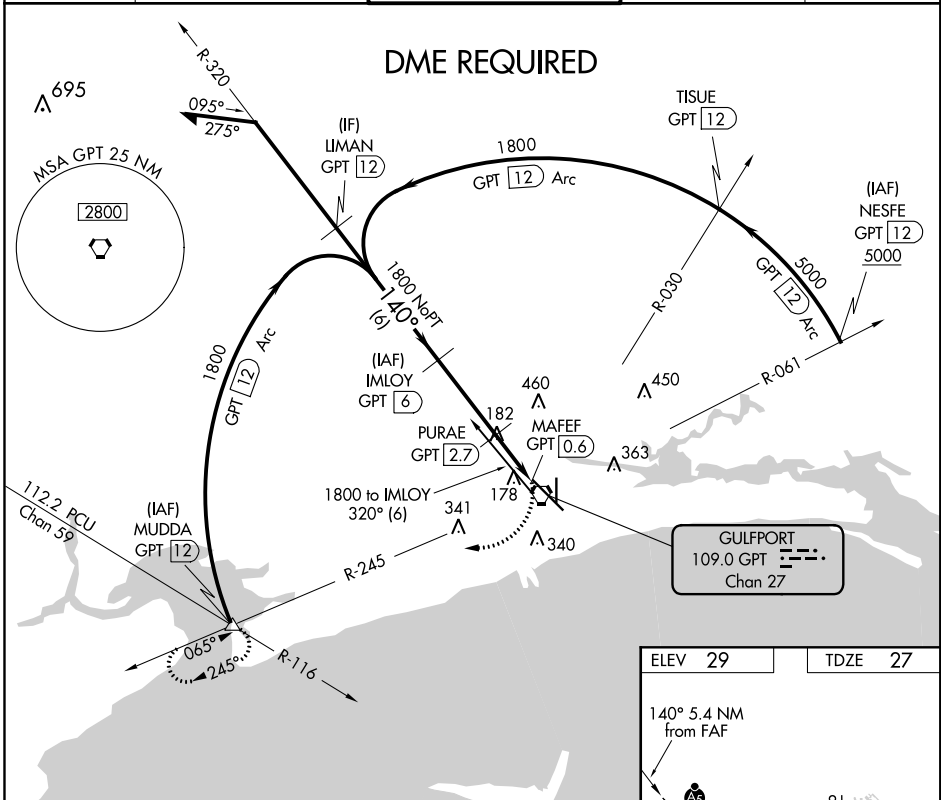 DME REQUIRED
R-320
695
095°
275°
(IF)
LIMAN
GPT 12
TISUE
GPT 12
MSA GPT 25 NM
2800
1800
GPT 12 Arc
(IAF)
NESFE
GPT 12
5000
5000
GPT 12 Arc
R-030
R-061
1800 NoPT
140°
(6)
1800
GPT 12 Arc
(IAF)
IMLOY
GPT 6
460
450
182
MAFEF
GPT 0.6
PURAE
GPT 2.7
363
178
1800 to IMLOY
320° (6)
341
340
112.2 PCU
Chan 59
(IAF)
MUDDA
GPT 12
R-245
GULFPORT
109.0 GPT
Chan 27
065°
245°
R-116
ELEV 29
TDZE 27
140° 5.4 NM
from FAF
A5